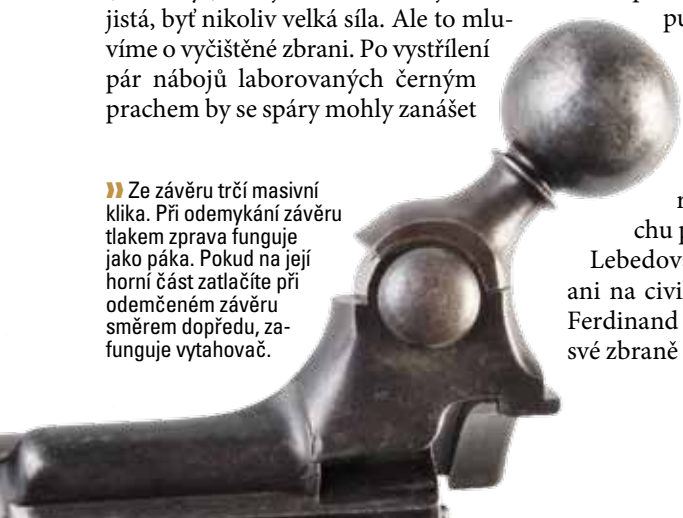 jistá, byť nikoliv velká síla. Ale to mlu-
víme o vyčištěné zbrani. Po vystřílení
pár nábojů laborovaných černým
prachem by se spáry mohly zanášet
» Ze závěru trčí masivní
klika. Při odemykání závěru
tlakem zprava funguje
jako páka. Pokud na její
horní část zatlačíte při
odemčeném závěru
směrem dopředu, za-
funguje vytahovač.
pu
chu p
Lebedov
ani na civi
Ferdinand
své zbraně